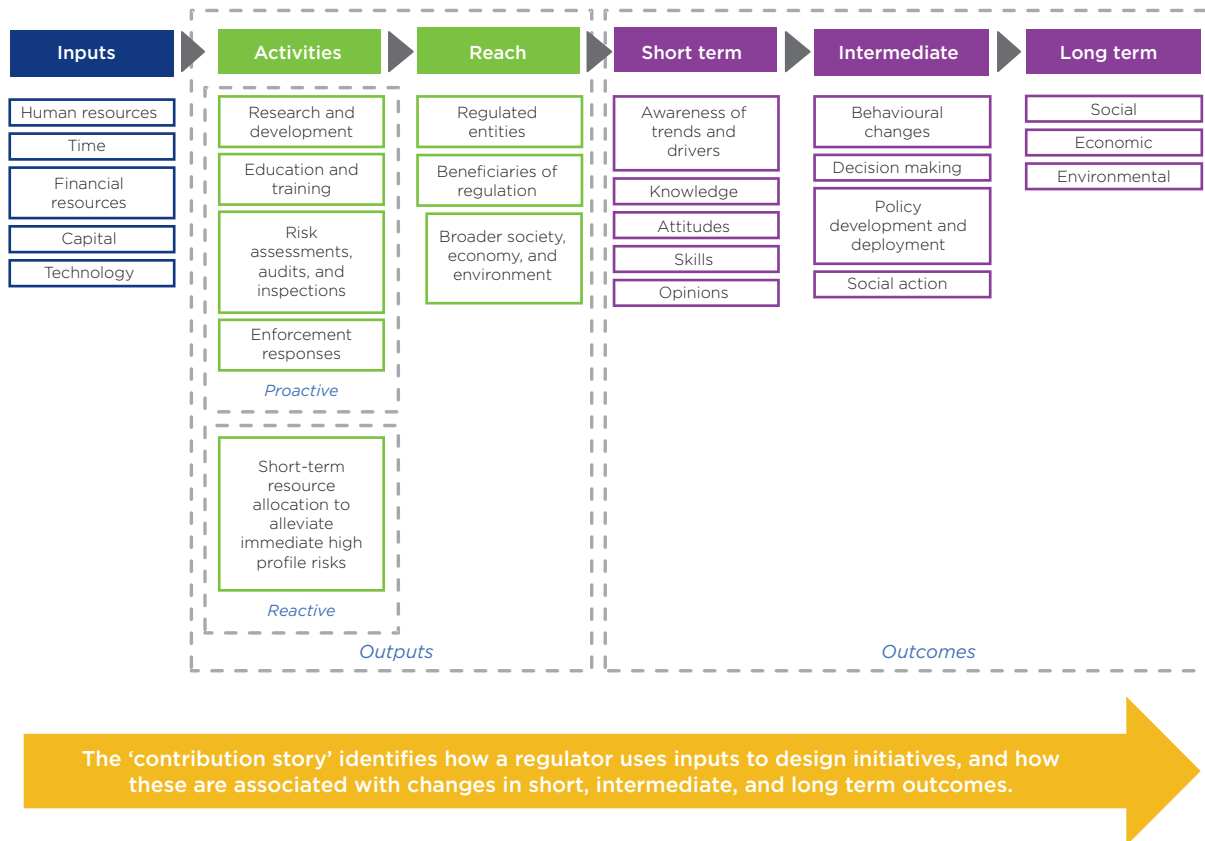 Inputs
Human resources
Time
Financial
resources
Capital
Technology
Activities
Research and
development
Education and
training
Risk
assessments,
audits, and
inspections
Enforcement
responses
Proactive
Short-term
resource
allocation to
alleviate
immediate high
profile risks
Reactive
Reach
Regulated
entities
Beneficiaries of
regulation
Broader society,
economy, and
environment
Outputs
Short term
Awareness of
trends and
drivers
Knowledge
Attitudes
Skills
Opinions
Intermediate
Behavioural
changes
Decision making
Policy
development and
deployment
Social action
Long term
Social
Economic
Environmental
Outcomes
The ‘contribution story’ identifies how a regulator uses inputs to design initiatives, and how
these are associated with changes in short, intermediate, and long term outcomes.